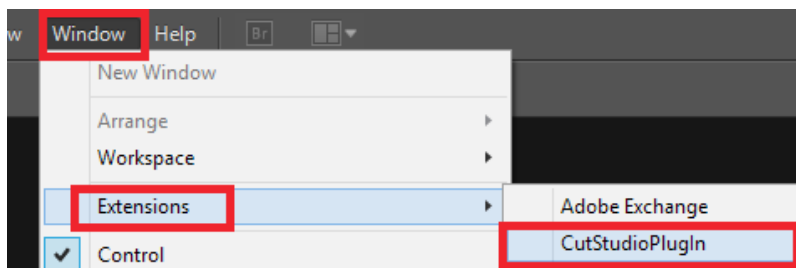 w Window Help Br
New Window
Arrange
Workspace
Extensions Adobe Exchange
CutStudioPlugIn
Control